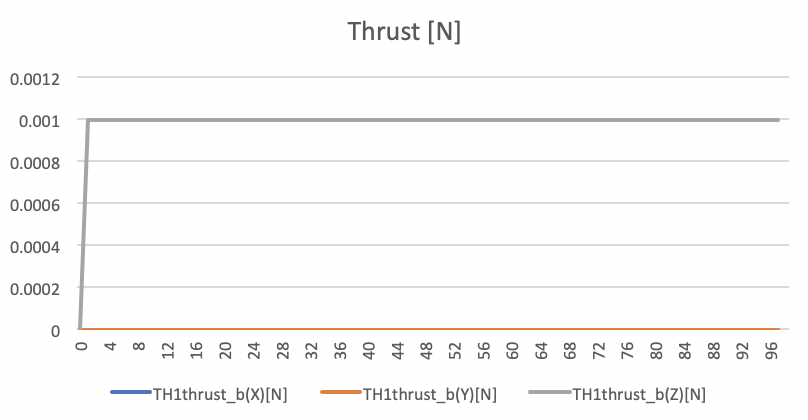 Thrust [N]
0.0012
0.001
0.0008
0.0006
0.0004
0.0002
0
0 4 8 12 16 20 24 28 32 36 40 44 48 52 56 60 64 68 72 76 80 84 88 92 96
TH1thrust_b(X)[N] TH1thrust_b(Y)[N] TH1thrust_b(Z)[N]